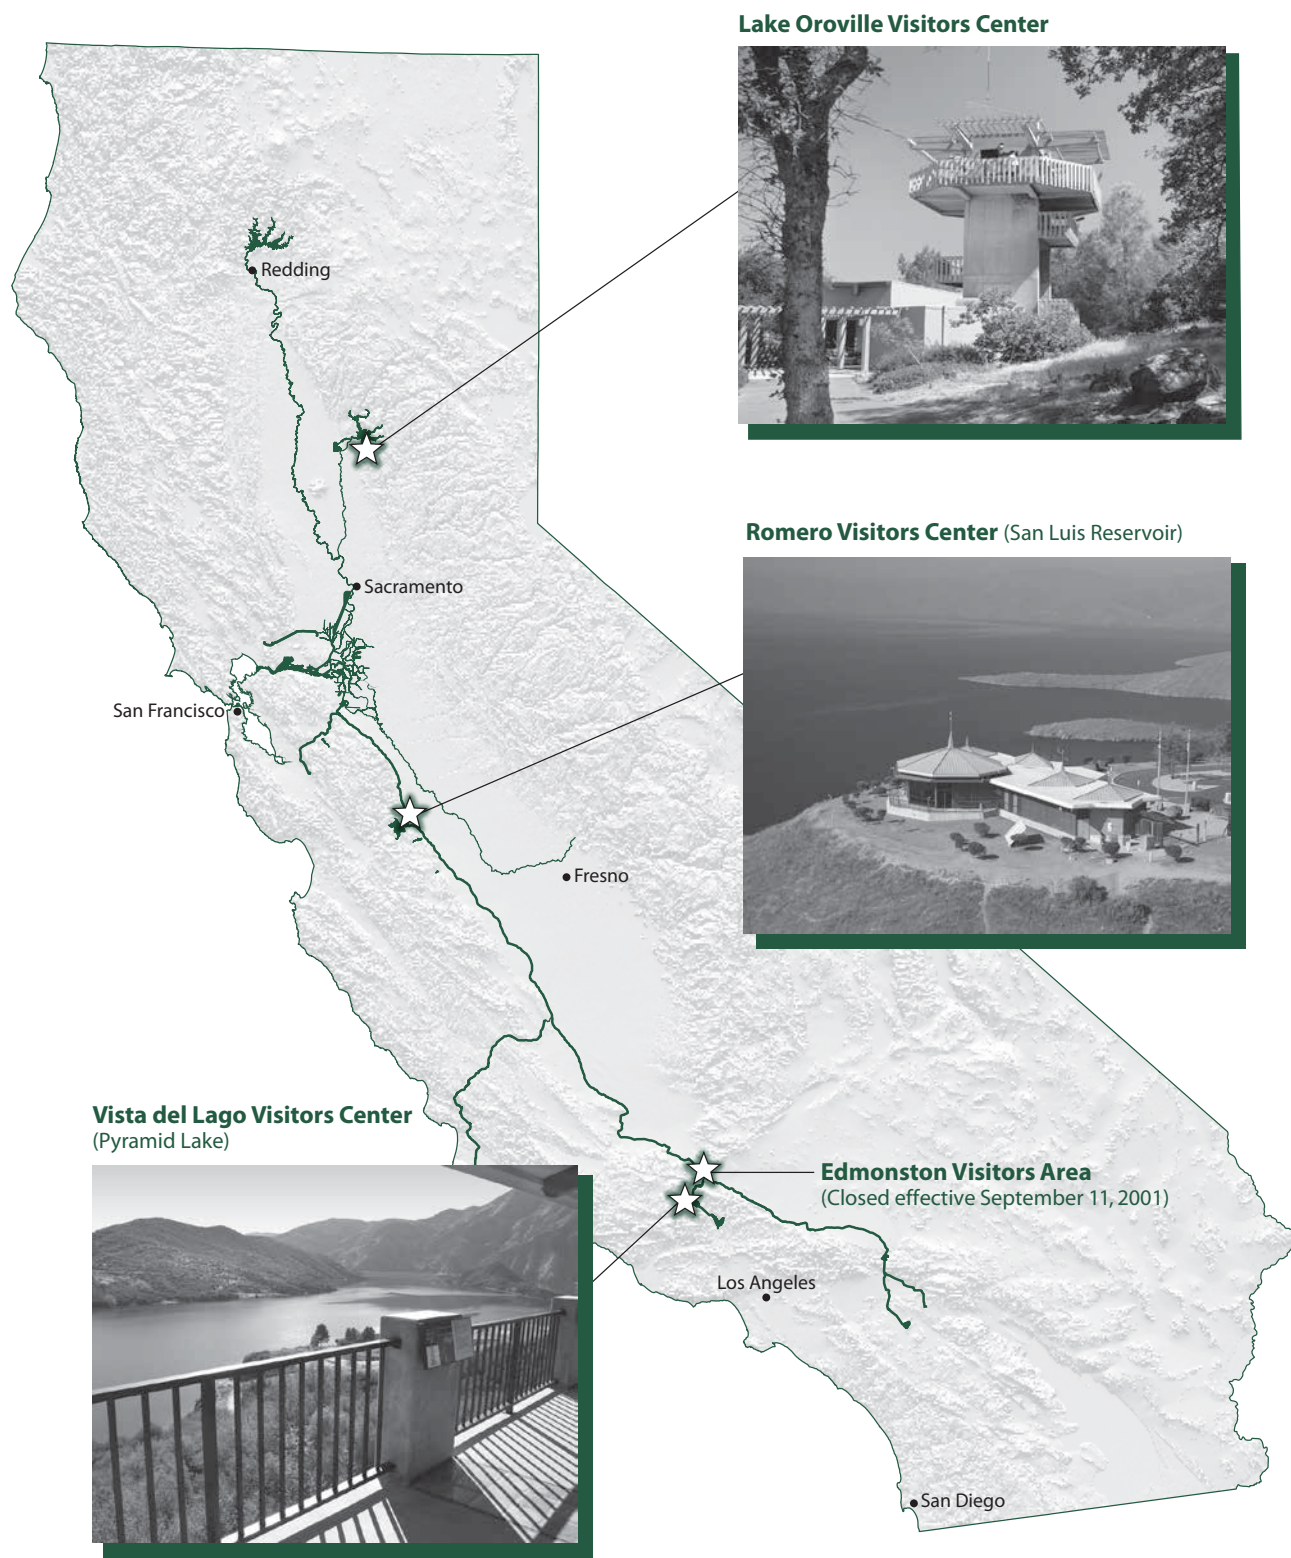 Lake Oroville Visitors Center
Redding
Romero Visitors Center (San Luis Reservoir)
Sacramento
San Francisco
Fresno
Vista del Lago Visitors Center
(Pyramid Lake)
Edmonston Visitors Area
(Closed effective September 11, 2001)
Los Angeles
San Diego